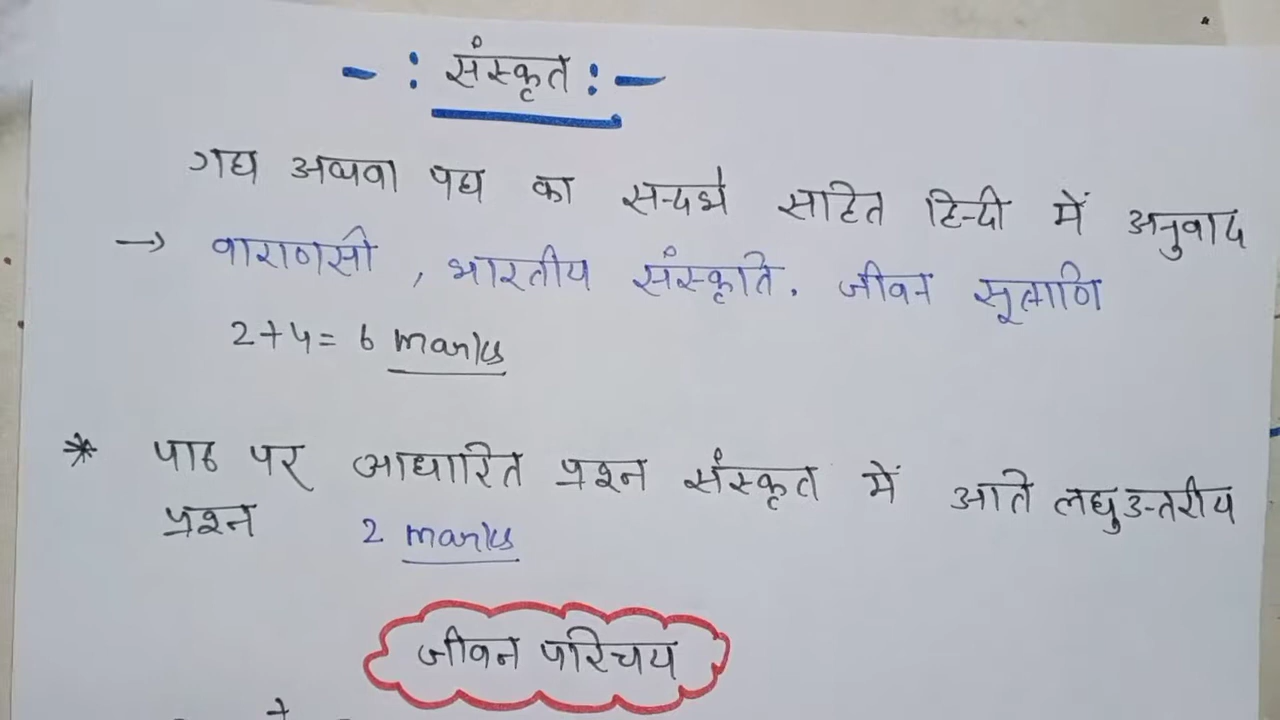 -: संस्कृत :-
गद्य अथवा पद्य का सन्दर्भ सहित हिन्दी में अनुवाद
→ वाराणसी , भारतीय संस्कृति, जीवन सूत्राणि
2+4= 6 marks
* पाठ पर आधारित प्रश्न संस्कृत में आते लघुउत्तरीय
प्रश्न 2 marks
जीवन परिचय